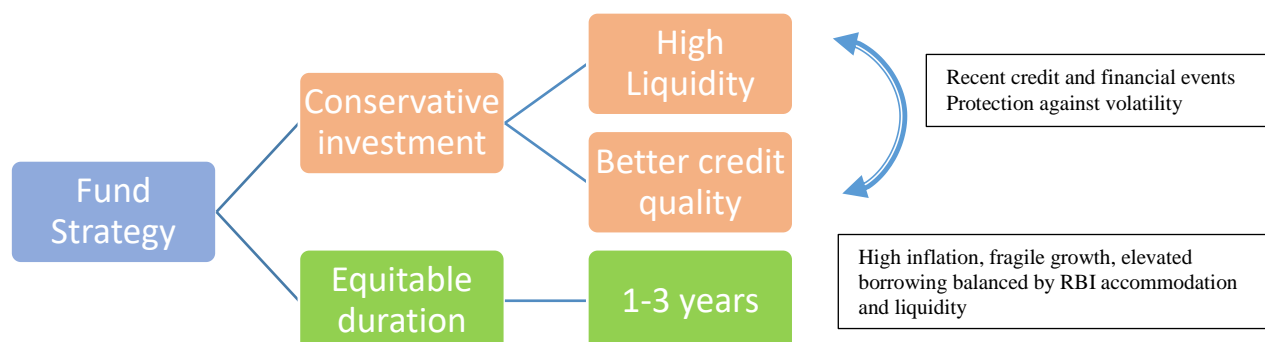 Fund
Strategy
Conservative
investment
High
Liquidity
Better credit
quality
Equitable
duration
1-3 years
Recent credit and financial events
Protection against volatility
High inflation, fragile growth, elevated
borrowing balanced by RBI accommodation
and liquidity